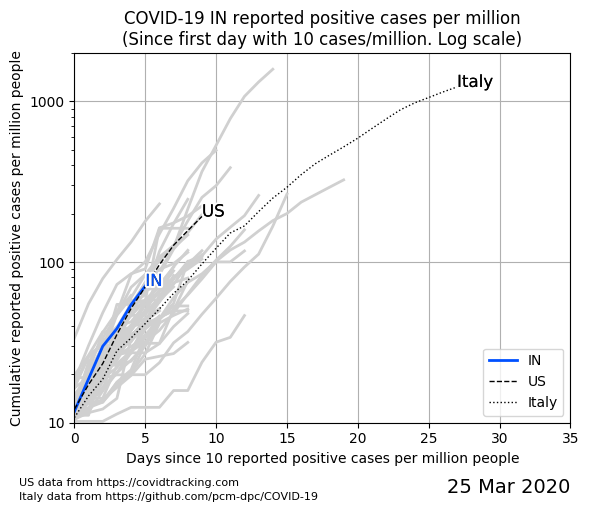 COVID-19 IN reported positive cases per million
(Since first day with 10 cases/million. Log scale)
Cumulative reported positive cases per million people
1000
100
10
Italy
US
IN
IN
US
Italy
0 5 10 15 20 25 30 35
Days since 10 reported positive cases per million people
US data from https://covidtracking.com
Italy data from https://github.com/pcm-dpc/COVID-19
25 Mar 2020